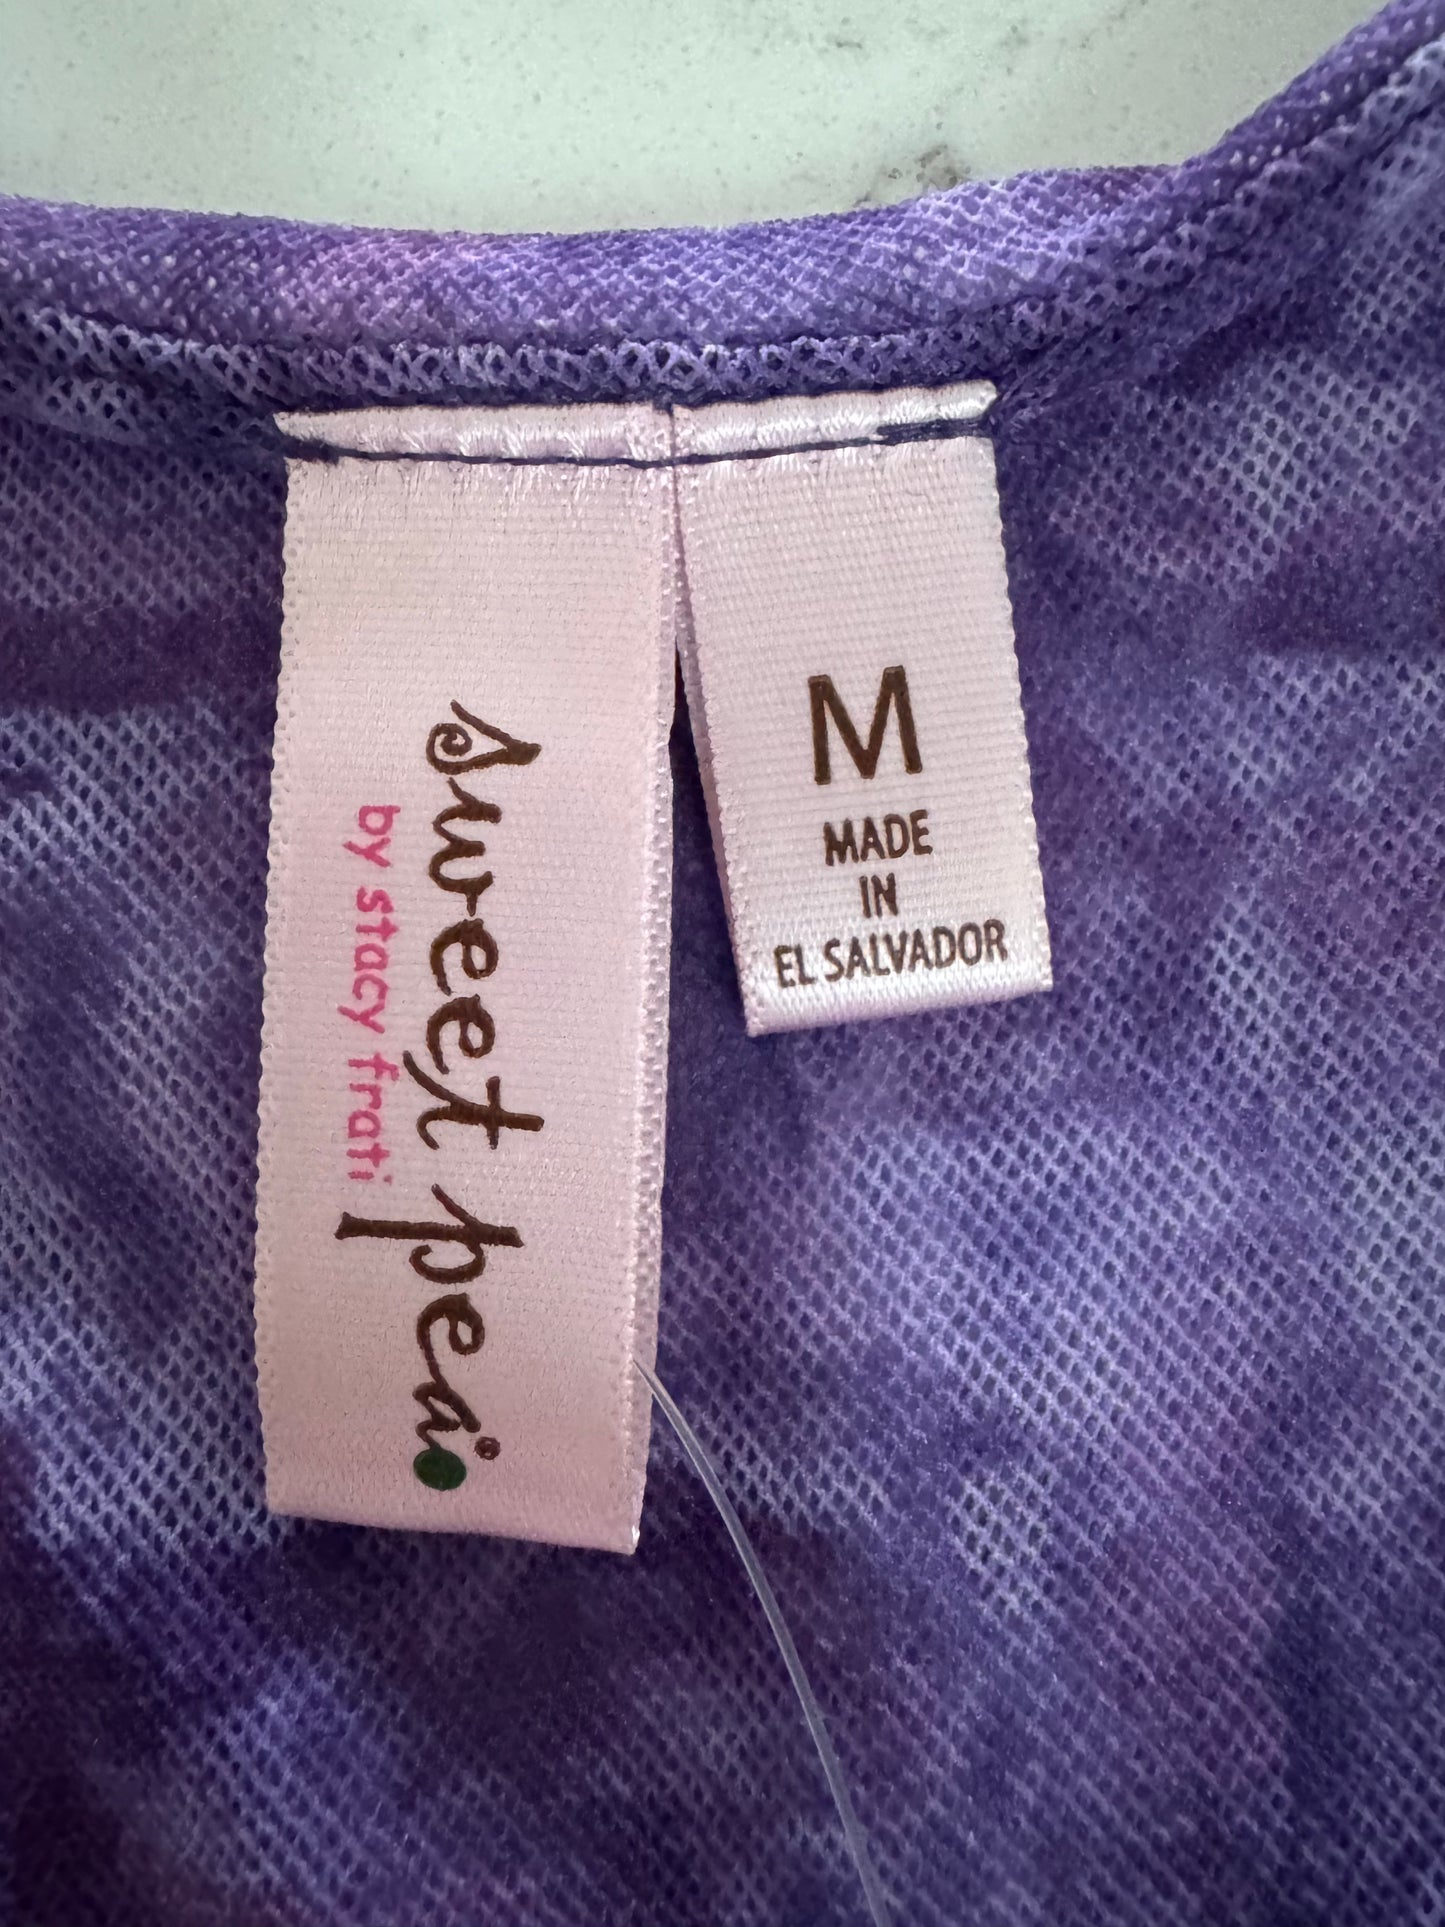 sweet pea
by stacy frati
M
MADE
IN
EL SALVADOR